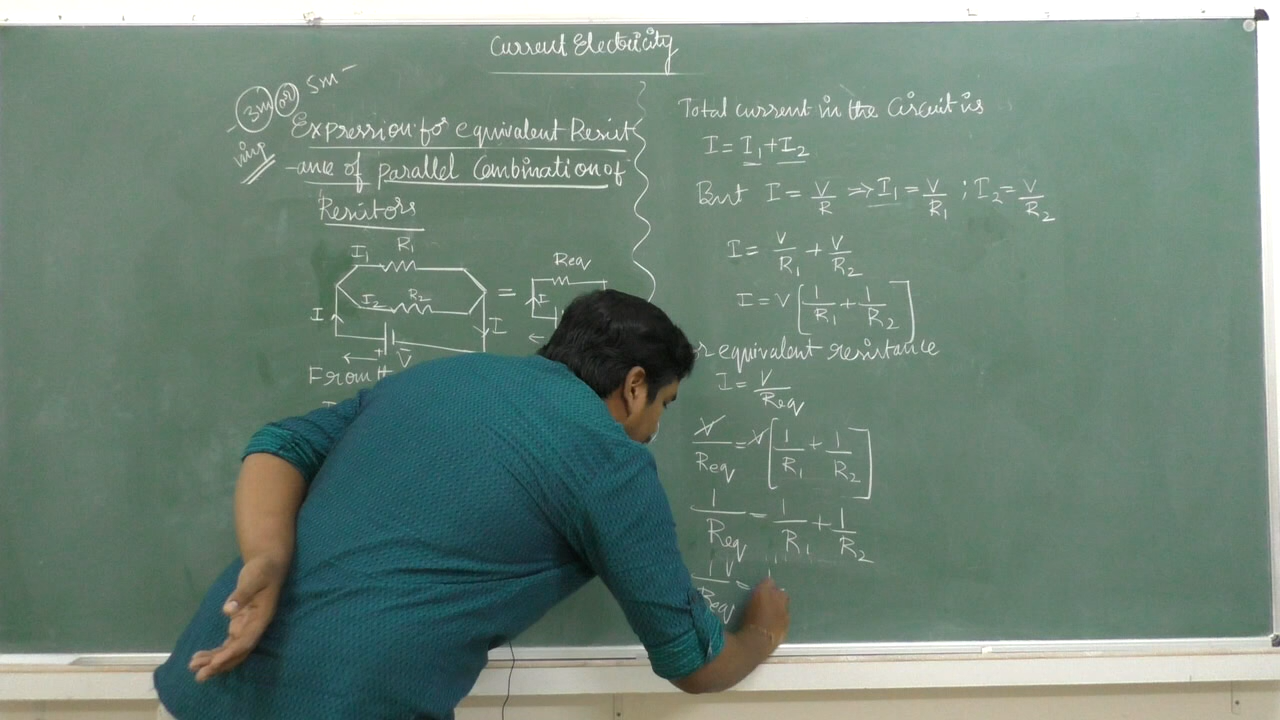 Current Electricity
3m or 5m
imp
Expression for equivalent Resist
-ance of parallel Combination of
Resistors
I₁ R₁
I₂ R₂
I
I
+ V
=
Req
I
From
Total current in the circuit is
I = I₁ + I₂
But I = V/R ⇒ I₁ = V/R₁ ; I₂ = V/R₂
I = V/R₁ + V/R₂
I = V[1/R₁ + 1/R₂]
r equivalent resistance
I = V/Req
V/Req = V[1/R₁ + 1/R₂]
1/Req = 1/R₁ + 1/R₂
1/Req =